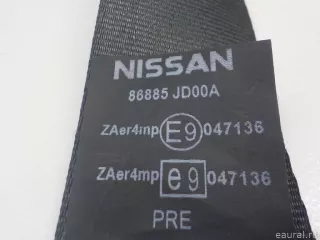 NISSAN
86885 JD00A
ZAer4mp E9 047136
ZAer4mp e9 047136
PRE
eaural.ru